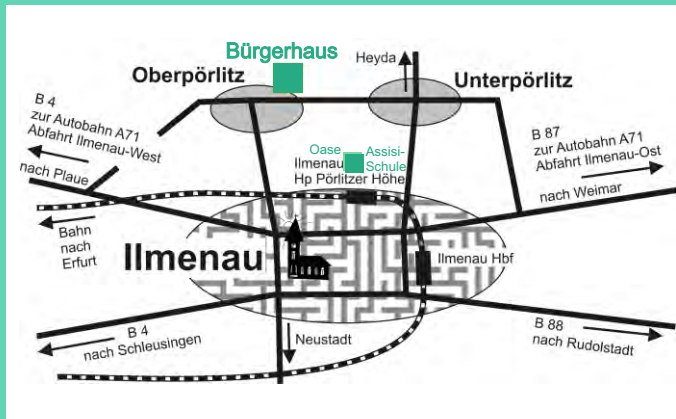 Bürgerhaus
Heyda
Oberpörlitz
Unterpörlitz
B 4
zur Autobahn A71
Abfahrt Ilmenau-West
nach Plaue
B 87
zur Autobahn A71
Abfahrt Ilmenau-Ost
nach Weimar
Oase
Assisi-
Schule
Ilmenau
Hp Pörlitzer Höhe
Bahn
nach
Erfurt
Ilmenau
Ilmenau Hbf
B 4
nach Schleusingen
Neustadt
B 88
nach Rudolstadt